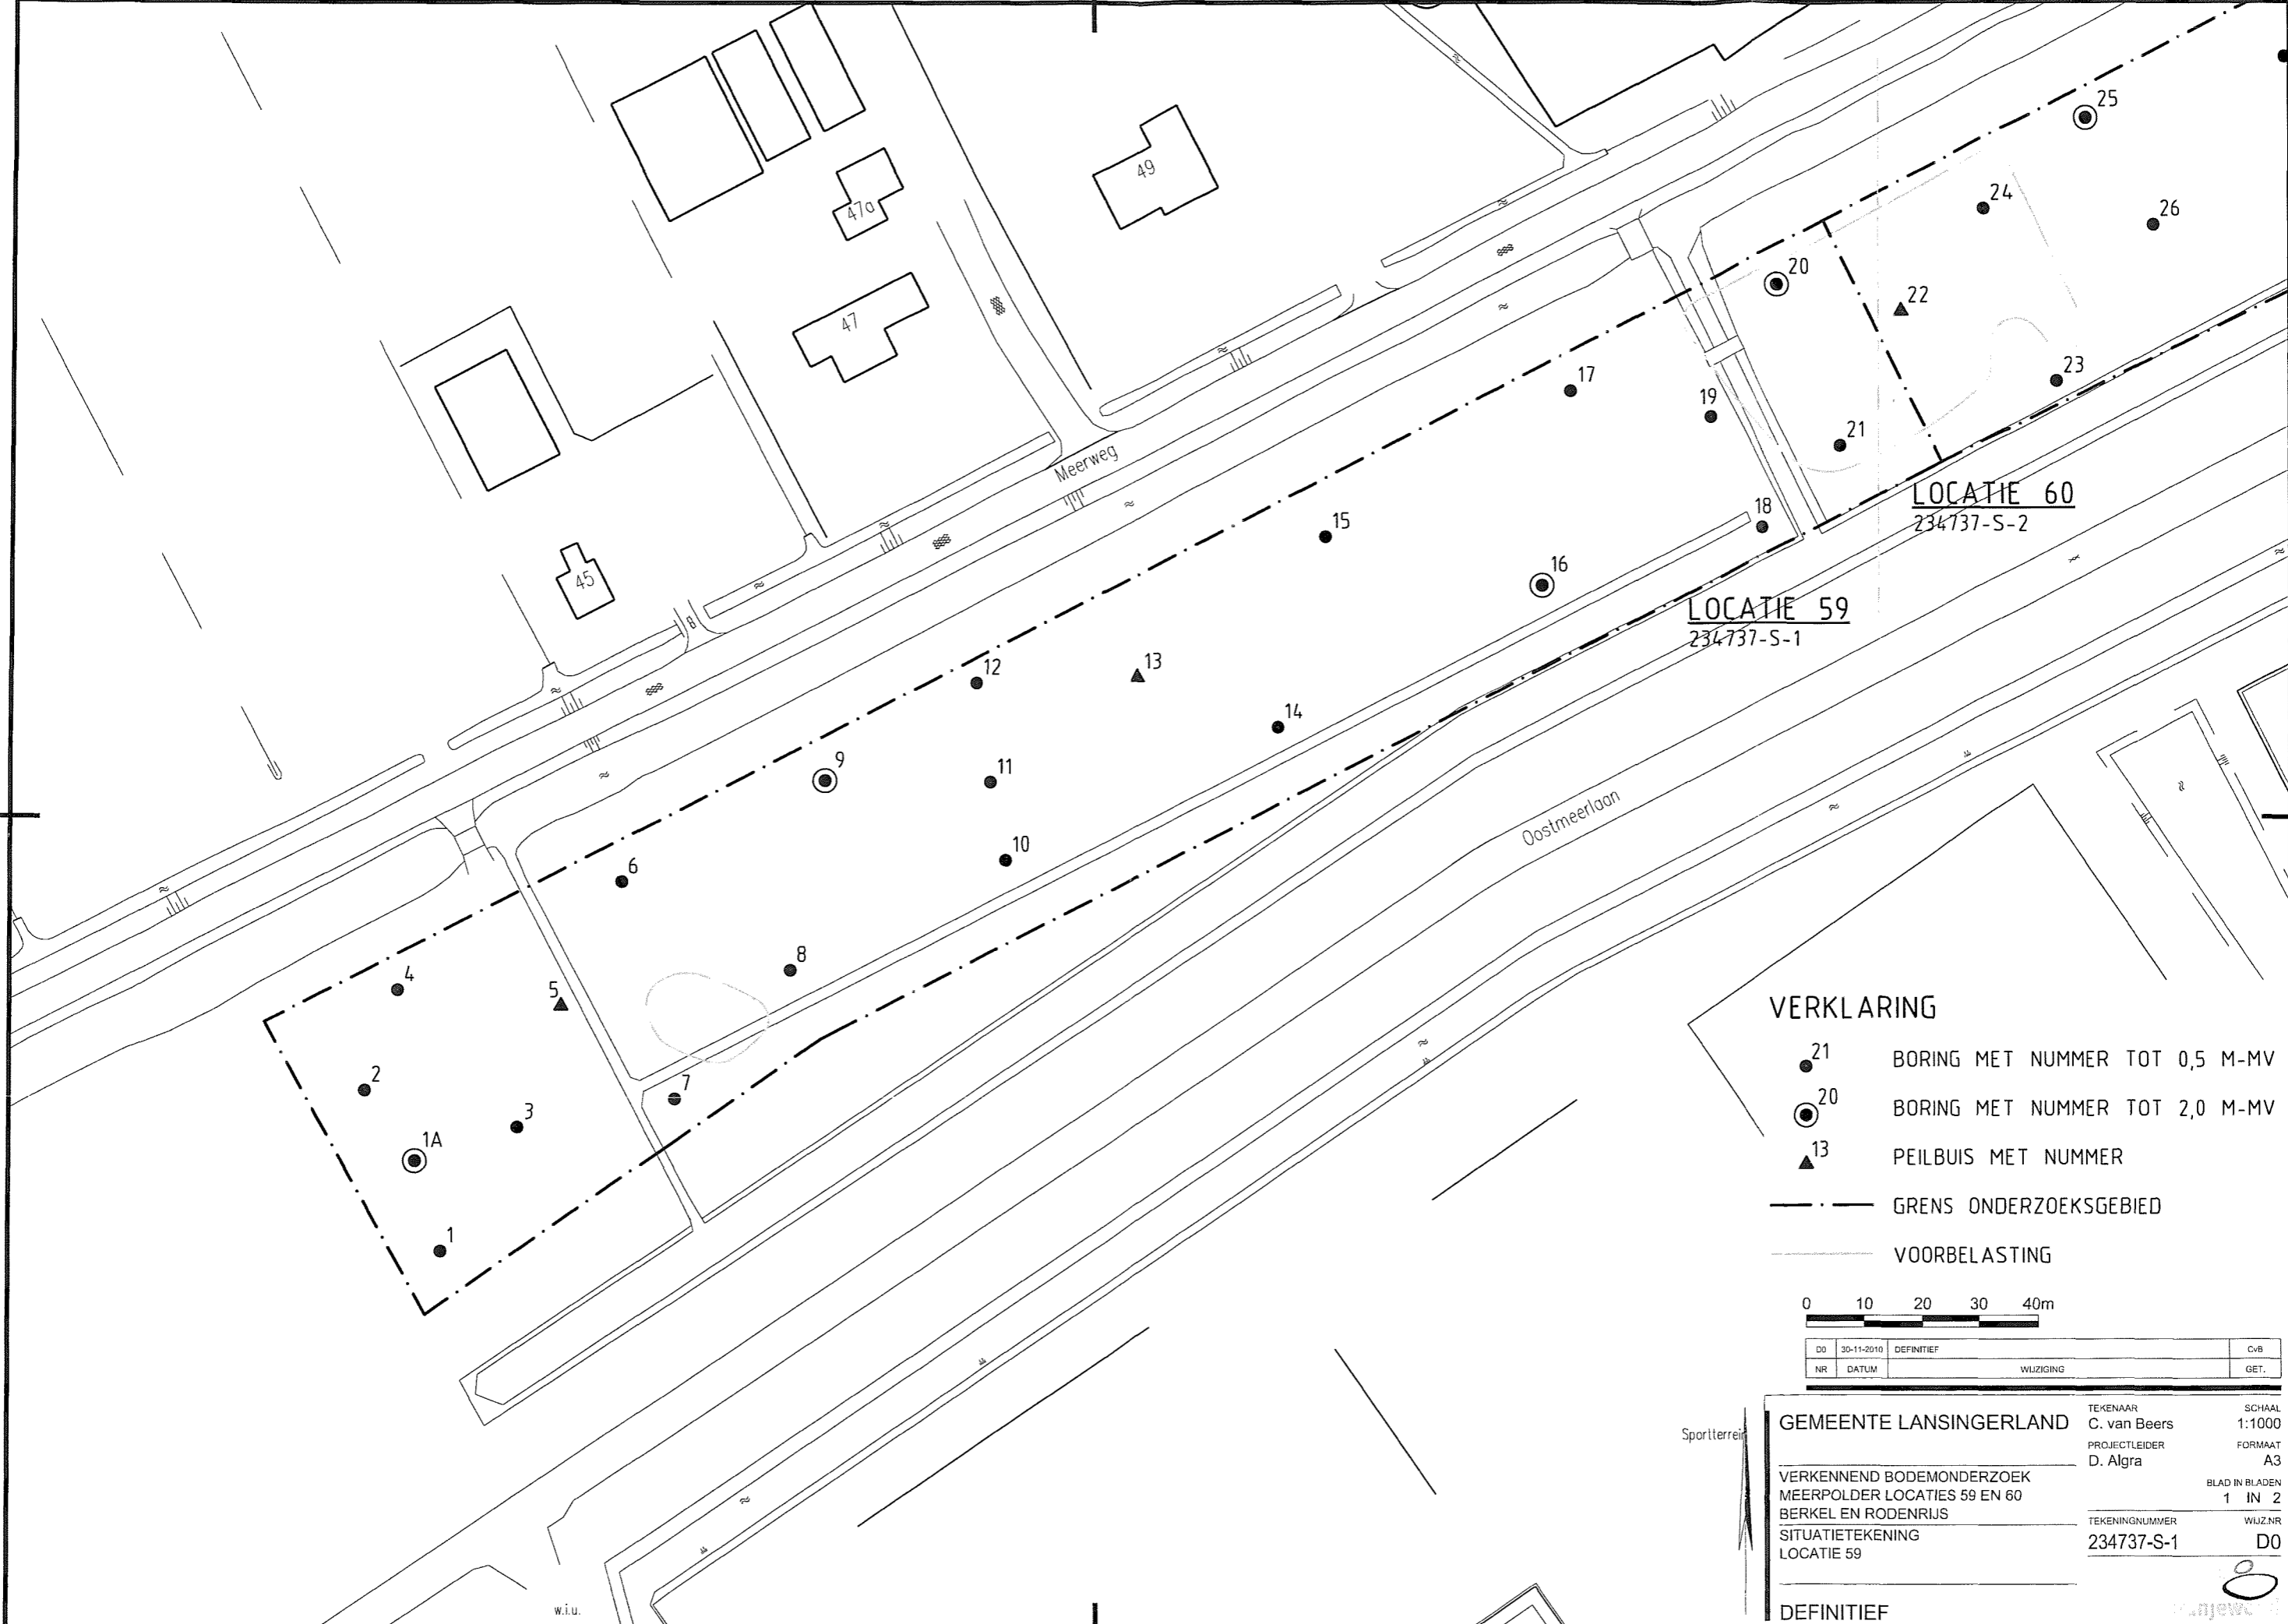 49
47a
47
45
Meerweg
25
24
26
20
22
17
19
23
21
15
18
LOCATIE 60
234737-S-2
16
LOCATIE 59
234737-S-1
12
13
14
9
11
10
6
8
Oostmeerlaan
4
5
2
7
3
1A
1
VERKLARING
21 BORING MET NUMMER TOT 0,5 M-MV
20 BORING MET NUMMER TOT 2,0 M-MV
13 PEILBUIS MET NUMMER
GRENS ONDERZOEKSGEBIED
VOORBELASTING
0 10 20 30 40m
D0 30-11-2010 DEFINITIEF CvB
NR DATUM WIJZIGING GET.
Sportterrein
GEMEENTE LANSINGERLAND
TEKENAAR
C. van Beers
SCHAAL
1:1000
PROJECTLEIDER
D. Algra
FORMAAT
A3
VERKENNEND BODEMONDERZOEK
MEERPOLDER LOCATIES 59 EN 60
BERKEL EN RODENRIJS
BLAD IN BLADEN
1 IN 2
SITUATIETEKENING
LOCATIE 59
TEKENINGNUMMER
234737-S-1
WIJZ.NR
D0
DEFINITIEF
w.i.u.